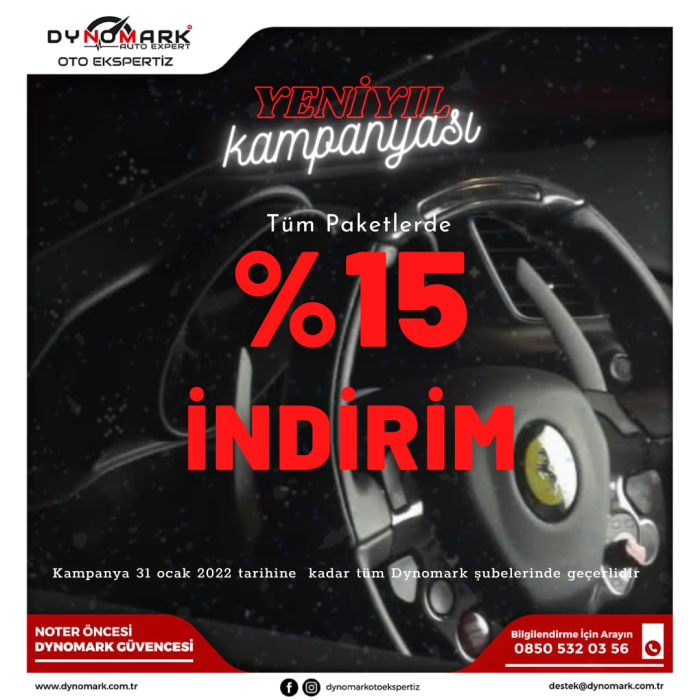 DYNOMARK
AUTO EXPERT
OTO EKSPERTİZ
YENİYIL
kampanyası
Tüm Paketlerde
%15
İNDİRİM
Kampanya 31 ocak 2022 tarihine kadar tüm Dynomark şubelerinde geçerlidir
NOTER ÖNCESİ
DYNOMARK GÜVENCESİ
Bilgilendirme İçin Arayın
0850 532 03 56
www.dynomark.com.tr
dynomarkotoekspertiz
destek@dynomark.com.tr